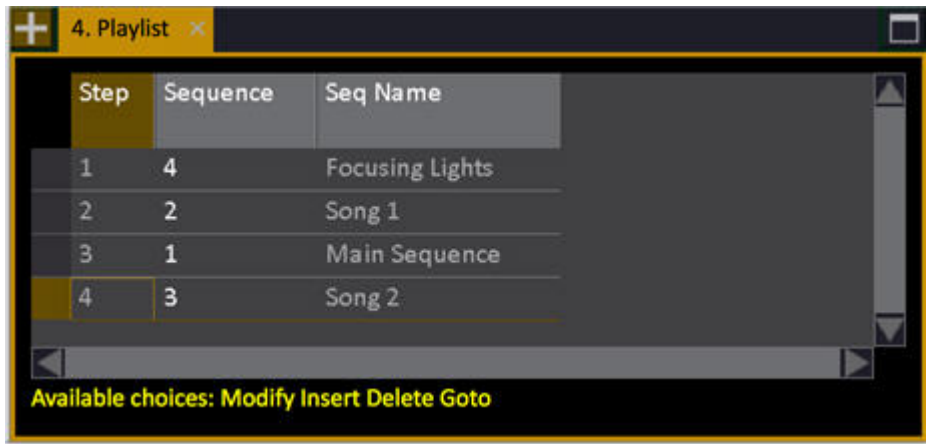 4. Playlist ×
Step Sequence Seq Name
1 4 Focusing Lights
2 2 Song 1
3 1 Main Sequence
4 3 Song 2
Available choices: Modify Insert Delete Goto